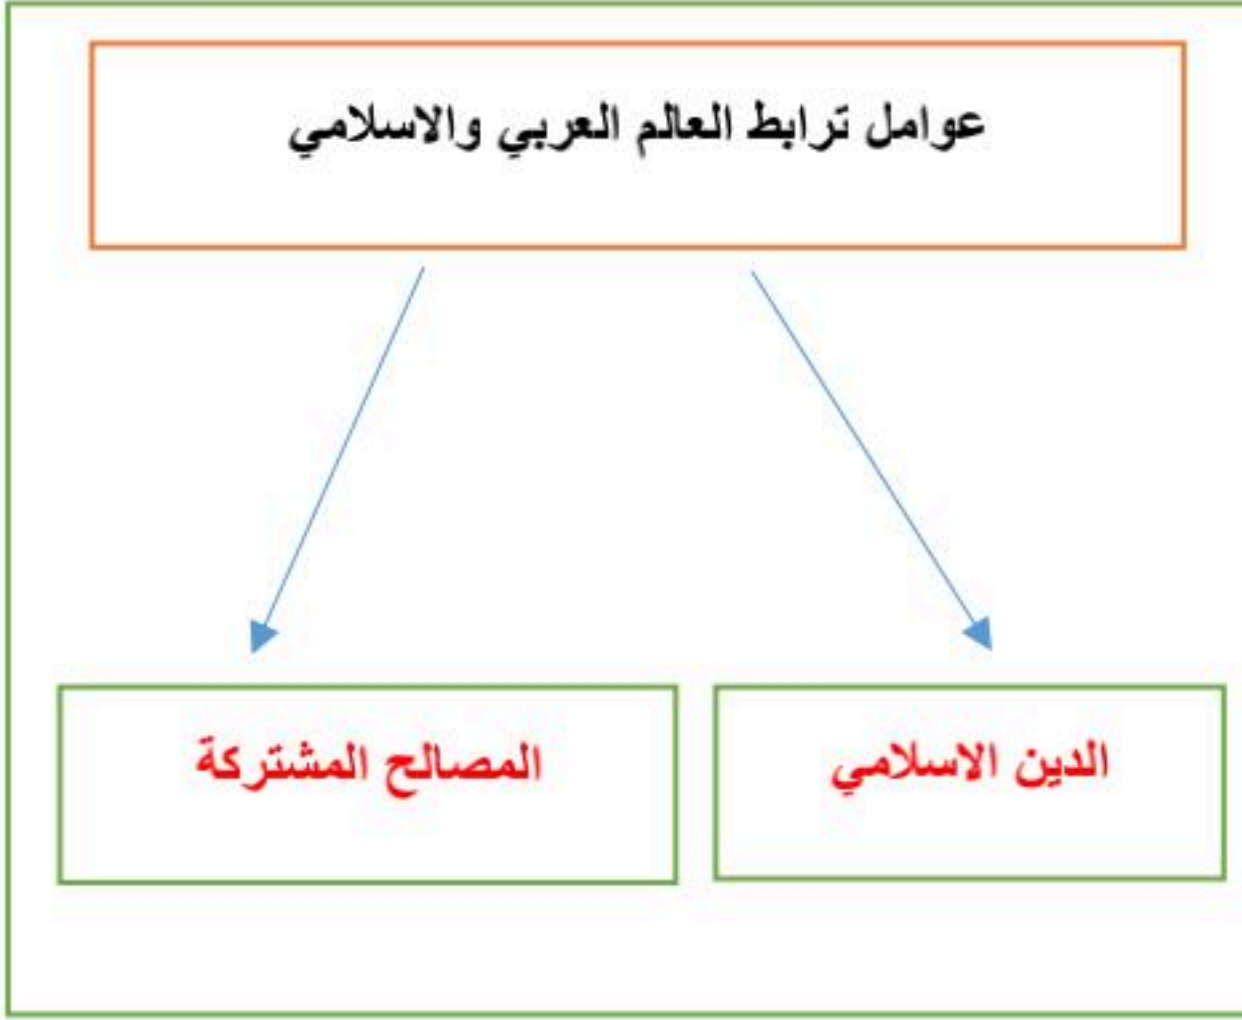 عوامل ترابط العالم العربي والاسلامي
الدين الاسلامي
المصالح المشتركة